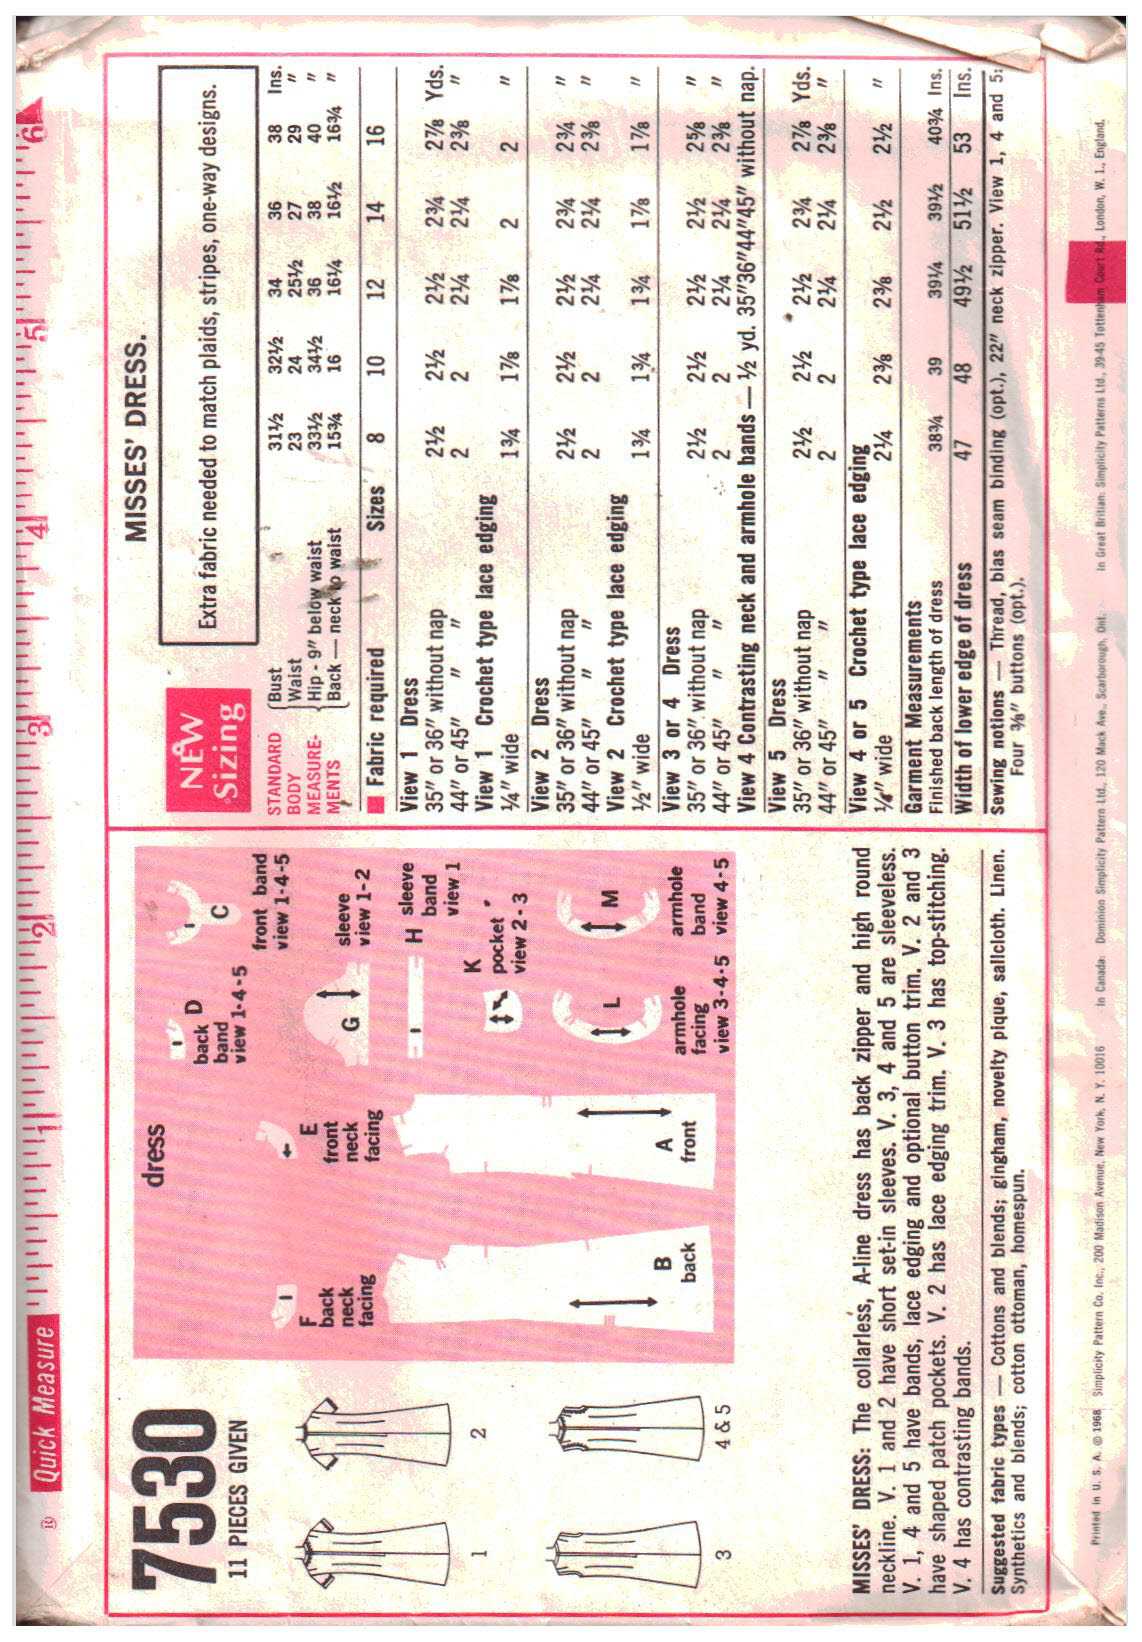 ® Quick Measure 1 2 3 4 5 6
7530
11 PIECES GIVEN
1
2
3
4 & 5
dress
F
back
neck
facing
E
front
neck
facing
D
back
band
view 1-4-5
C
front band
view 1-4-5
G
sleeve
view 1-2
H sleeve
band
view 1
K
pocket
view 2-3
L
armhole
facing
view 3-4-5
M
armhole
band
view 4-5
B
back
A
front
MISSES' DRESS: The collarless, A-line dress has back zipper and high round
neckline. V. 1 and 2 have short set-in sleeves. V. 3, 4 and 5 are sleeveless.
V. 1, 4 and 5 have bands, lace edging and optional button trim. V. 2 and 3
have shaped patch pockets. V. 2 has lace edging trim. V. 3 has top-stitching.
V. 4 has contrasting bands.
Suggested fabric types — Cottons and blends; gingham, novelty pique, sailcloth. Linen.
Synthetics and blends; cotton ottoman, homespun.
MISSES' DRESS.
NEW
Sizing
Extra fabric needed to match plaids, stripes, one-way designs.
STANDARD Bust 31½ 32½ 34 36 38 Ins.
BODY Waist 23 24 25½ 27 29 "
MEASURE- Hip - 9" below waist 33½ 34½ 36 38 40 "
MENTS Back — neck to waist 15¾ 16 16¼ 16½ 16¾ "
Fabric required Sizes 8 10 12 14 16
View 1 Dress
35" or 36" without nap 2½ 2½ 2½ 2¾ 2⅞ Yds.
44" or 45" " " 2 2 2¼ 2¼ 2⅜ "
View 1 Crochet type lace edging
¼" wide 1¾ 1⅞ 1⅞ 2 2 "
View 2 Dress
35" or 36" without nap 2½ 2½ 2½ 2¾ 2¾ "
44" or 45" " " 2 2 2¼ 2¼ 2⅜ "
View 2 Crochet type lace edging
½" wide 1¾ 1¾ 1¾ 1⅞ 1⅞ "
View 3 or 4 Dress
35" or 36" without nap 2½ 2½ 2½ 2½ 2⅝ "
44" or 45" " " 2 2 2¼ 2¼ 2⅜ "
View 4 Contrasting neck and armhole bands — ½ yd. 35"36"44"45" without nap.
View 5 Dress
35" or 36" without nap 2½ 2½ 2½ 2¾ 2⅞ Yds.
44" or 45" " " 2 2 2¼ 2¼ 2⅜ "
View 4 or 5 Crochet type lace edging
¼" wide 2¼ 2⅜ 2⅜ 2½ 2½ "
Garment Measurements
Finished back length of dress 38¾ 39 39¼ 39½ 40¾ Ins.
Width of lower edge of dress 47 48 49½ 51½ 53 Ins.
Sewing notions — Thread, bias seam binding (opt.), 22" neck zipper. View 1, 4 and 5:
Four ⅜" buttons (opt.).
Printed in U. S. A. © 1968 Simplicity Pattern Co. Inc., 200 Madison Avenue, New York, N. Y. 10016 In Canada: Dominion Simplicity Pattern Ltd., 120 Mack Ave., Scarborough, Ont. In Great Britian: Simplicity Patterns Ltd., 39-45 Tottenham Court Rd., London, W. 1., England.